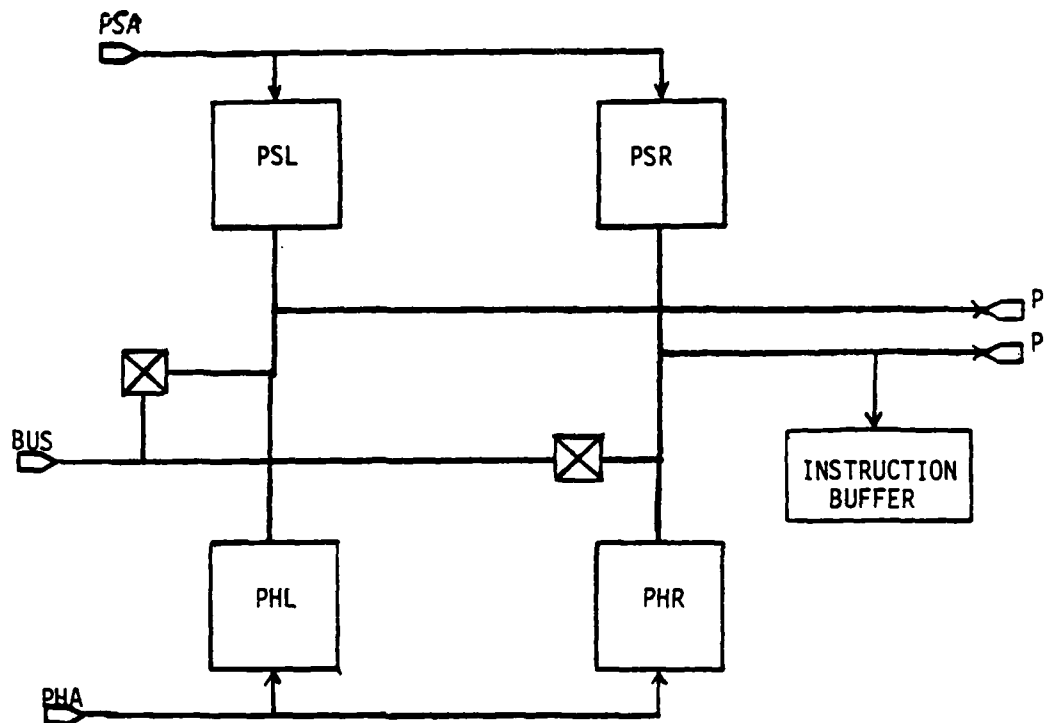 PSA
PSL
PSR
P
P
BUS
INSTRUCTION
BUFFER
PHL
PHR
PHA